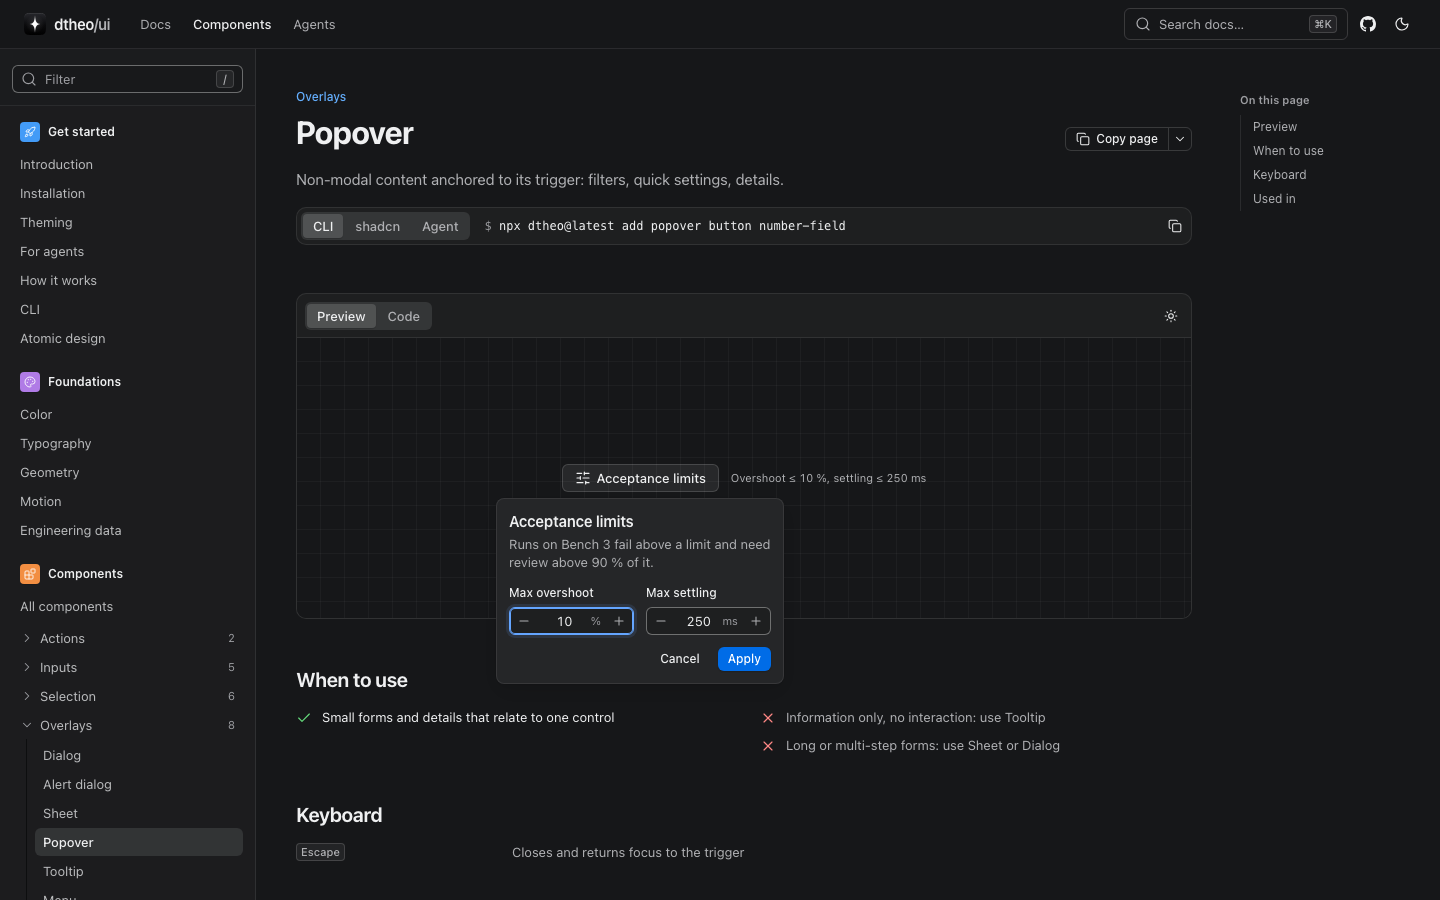 dtheo/ui
Docs
Components
Agents
Search docs...
⌘K
Filter
/
Get started
Introduction
Installation
Theming
For agents
How it works
CLI
Atomic design
Foundations
Color
Typography
Geometry
Motion
Engineering data
Components
All components
Actions 2
Inputs 5
Selection 6
Overlays 8
Dialog
Alert dialog
Sheet
Popover
Tooltip
Menu
Overlays
Popover
Copy page
Non-modal content anchored to its trigger: filters, quick settings, details.
CLI shadcn Agent $ npx dtheo@latest add popover button number-field
Preview Code
Acceptance limits Overshoot ≤ 10 %, settling ≤ 250 ms
Acceptance limits
Runs on Bench 3 fail above a limit and need
review above 90 % of it.
Max overshoot Max settling
− 10 % + − 250 ms +
Cancel Apply
When to use
Small forms and details that relate to one control
Information only, no interaction: use Tooltip
Long or multi-step forms: use Sheet or Dialog
Keyboard
Escape Closes and returns focus to the trigger
On this page
Preview
When to use
Keyboard
Used in